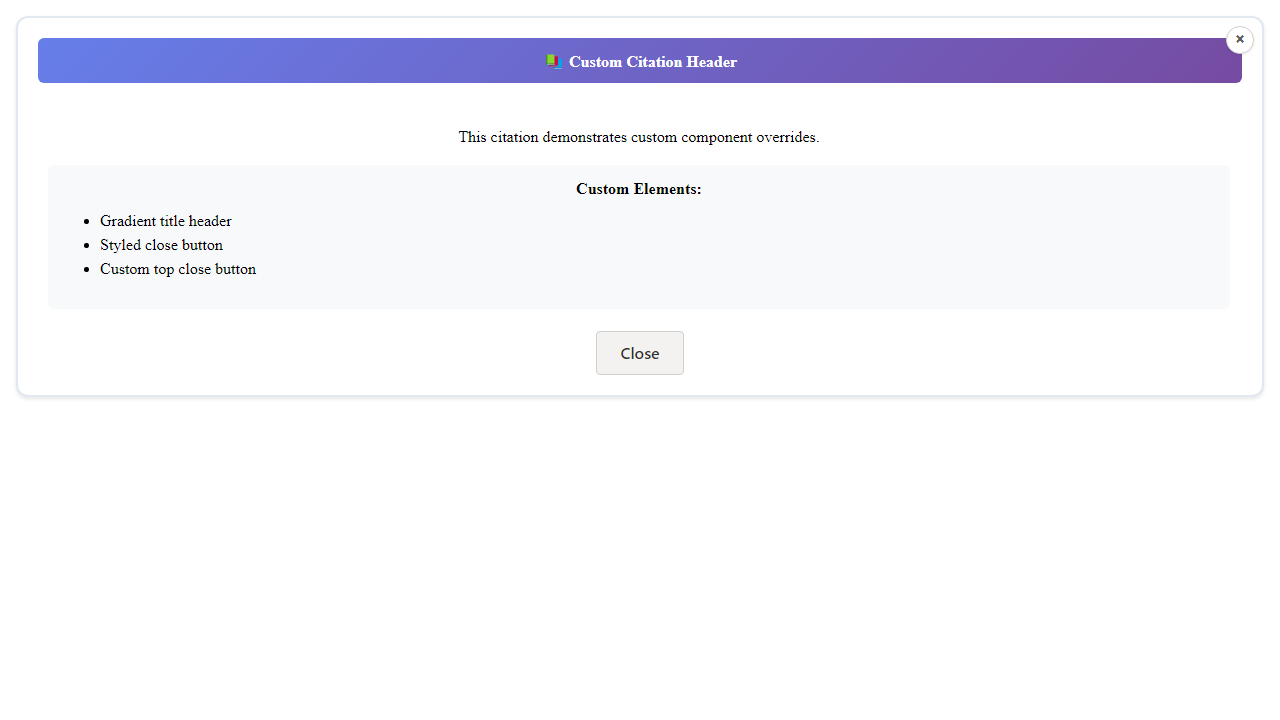 ×
📚 Custom Citation Header
This citation demonstrates custom component overrides.
Custom Elements:
• Gradient title header
• Styled close button
• Custom top close button
Close